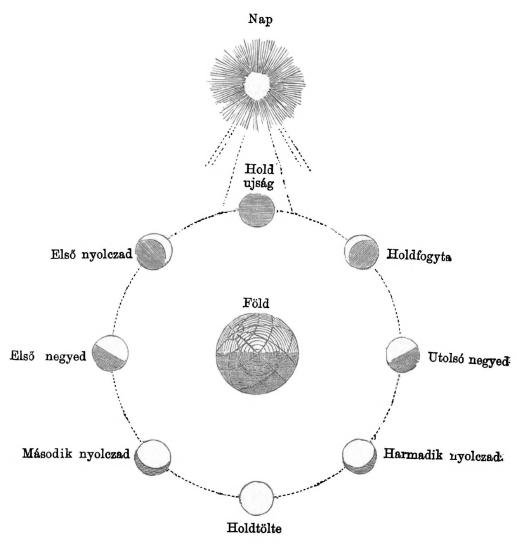 Nap
Hold
ujság
Első nyolczad
Holdfogyta
Föld
Első negyed
Utolsó negyed
Második nyolczad
Harmadik nyolczad.
Holdtölte